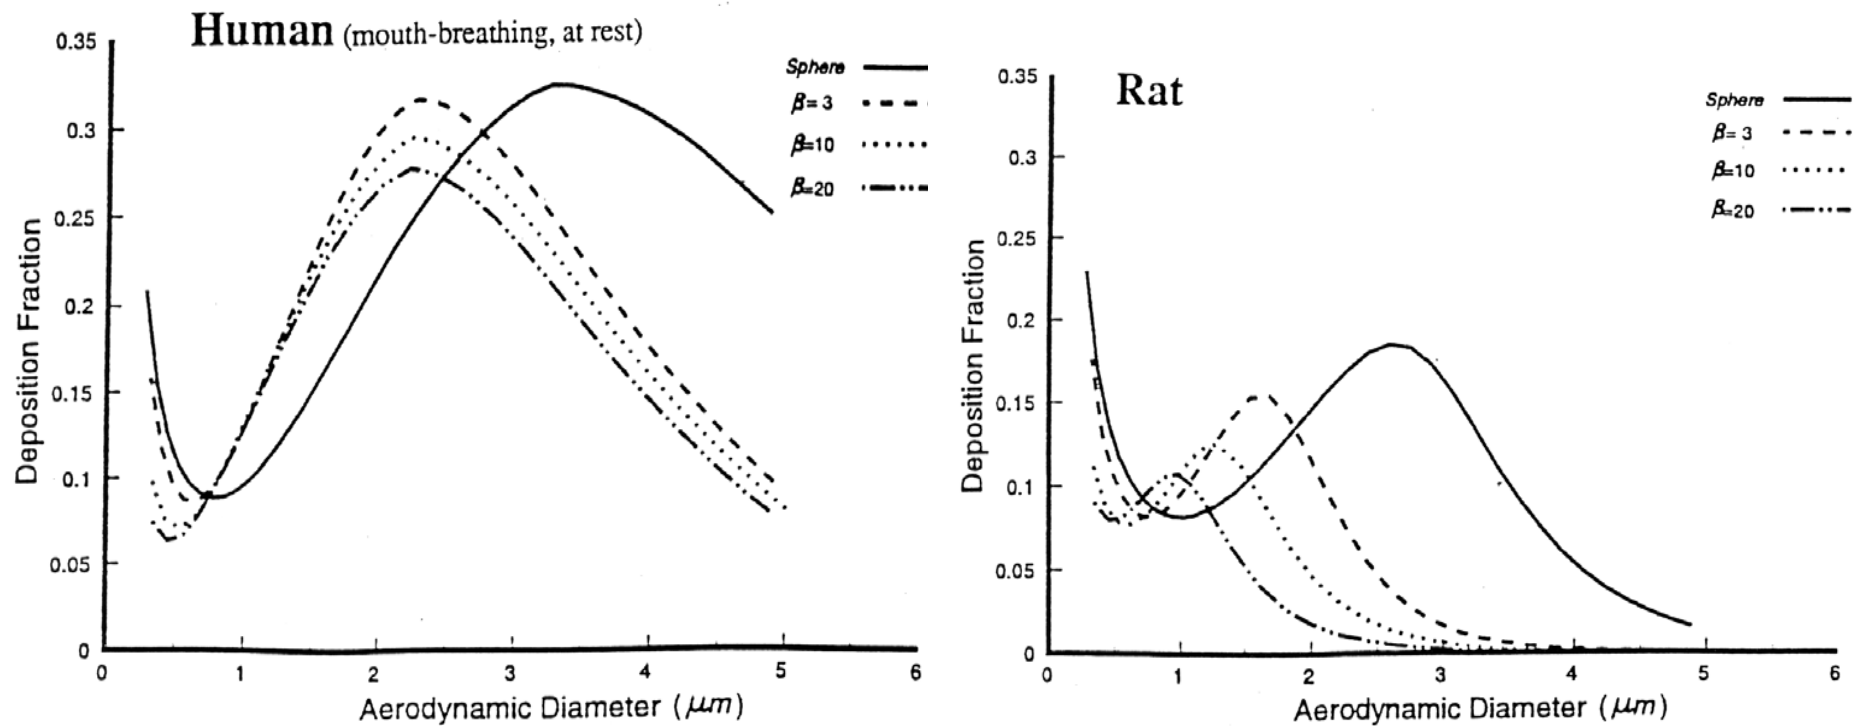 Human (mouth-breathing, at rest)
0.35
0.3
0.25
0.2
0.15
0.1
0.05
0
Deposition Fraction
Sphere
β= 3
β=10
β=20
0 1 2 3 4 5 6
Aerodynamic Diameter (μm)
Rat
0.35
0.3
0.25
0.2
0.15
0.1
0.05
0
Deposition Fraction
Sphere
β= 3
β=10
β=20
0 1 2 3 4 5 6
Aerodynamic Diameter (μm)